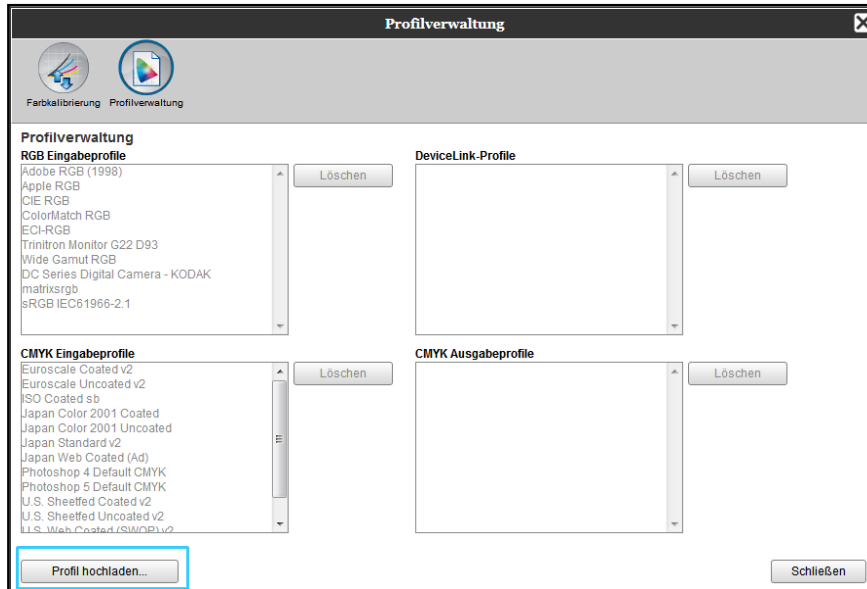 Profilverwaltung
Farbkalibrierung Profilverwaltung
Profilverwaltung
RGB Eingabeprofile
Adobe RGB (1998)
Apple RGB
CIE RGB
ColorMatch RGB
ECI-RGB
Trinitron Monitor G22 D93
Wide Gamut RGB
DC Series Digital Camera - KODAK
matrixsrgb
sRGB IEC61966-2.1
Löschen
DeviceLink-Profile
Löschen
CMYK Eingabeprofile
Euroscale Coated v2
Euroscale Uncoated v2
ISO Coated sb
Japan Color 2001 Coated
Japan Color 2001 Uncoated
Japan Standard v2
Japan Web Coated (Ad)
Photoshop 4 Default CMYK
Photoshop 5 Default CMYK
U.S. Sheetfed Coated v2
U.S. Sheetfed Uncoated v2
U.S. Web Coated (SWOP) v2
Löschen
CMYK Ausgabeprofile
Löschen
Profil hochladen...
Schließen